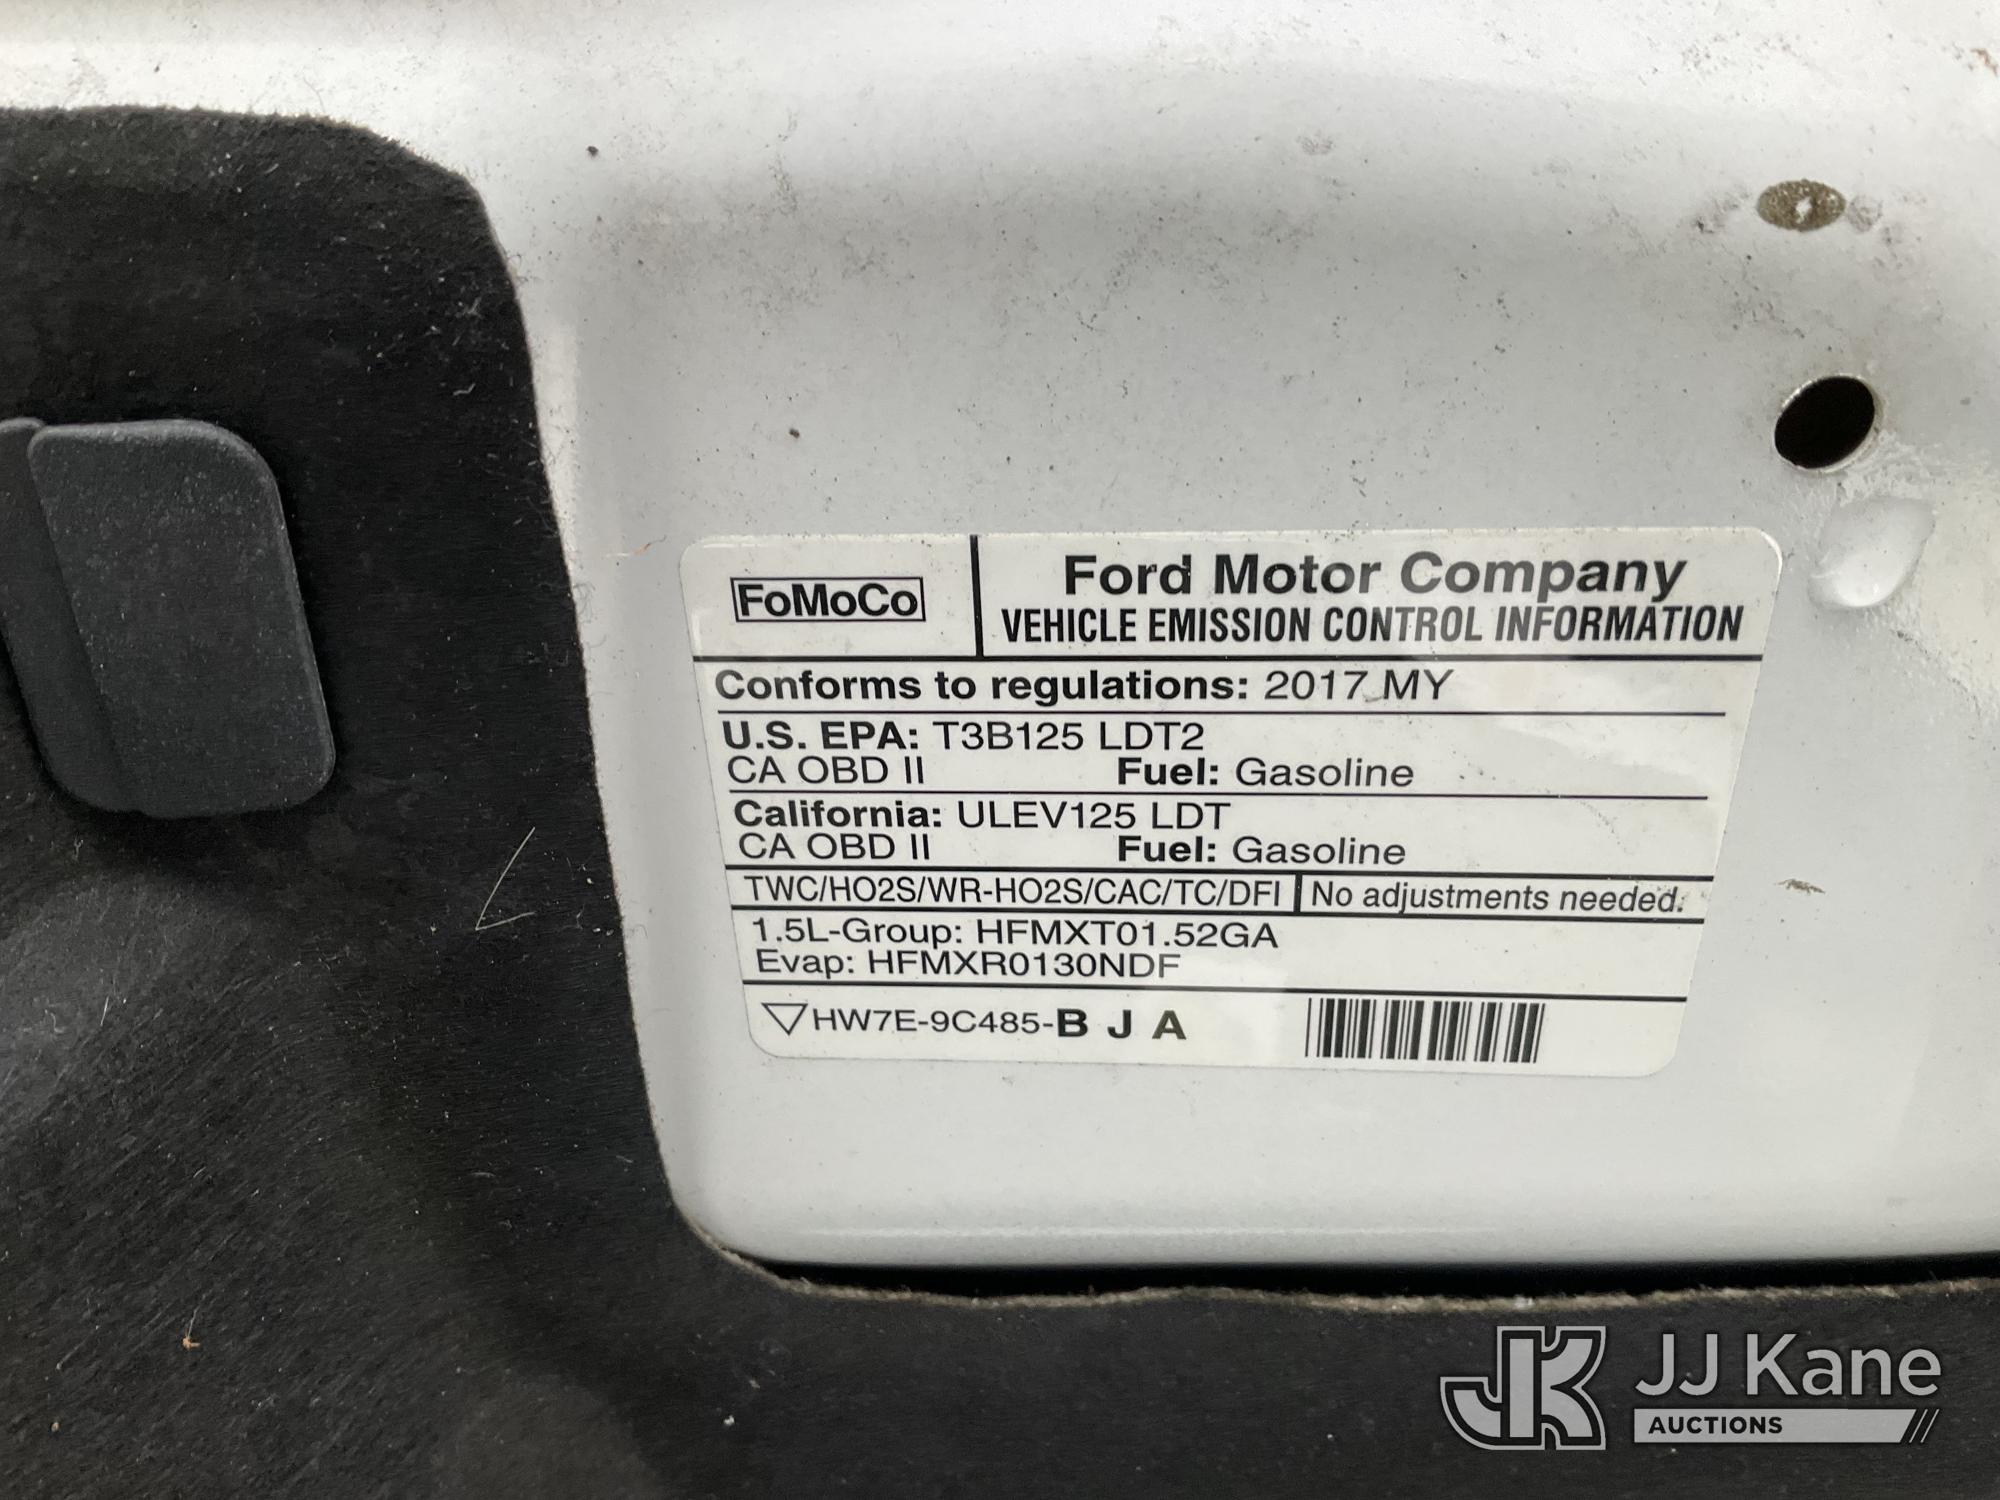 FoMoCo
Ford Motor Company
VEHICLE EMISSION CONTROL INFORMATION
Conforms to regulations: 2017 MY
U.S. EPA: T3B125 LDT2
CA OBD II Fuel: Gasoline
California: ULEV125 LDT
CA OBD II Fuel: Gasoline
TWC/HO2S/WR-HO2S/CAC/TC/DFI No adjustments needed.
1.5L-Group: HFMXT01.52GA
Evap: HFMXR0130NDF
HW7E-9C485-B J A
JK JJ Kane
AUCTIONS